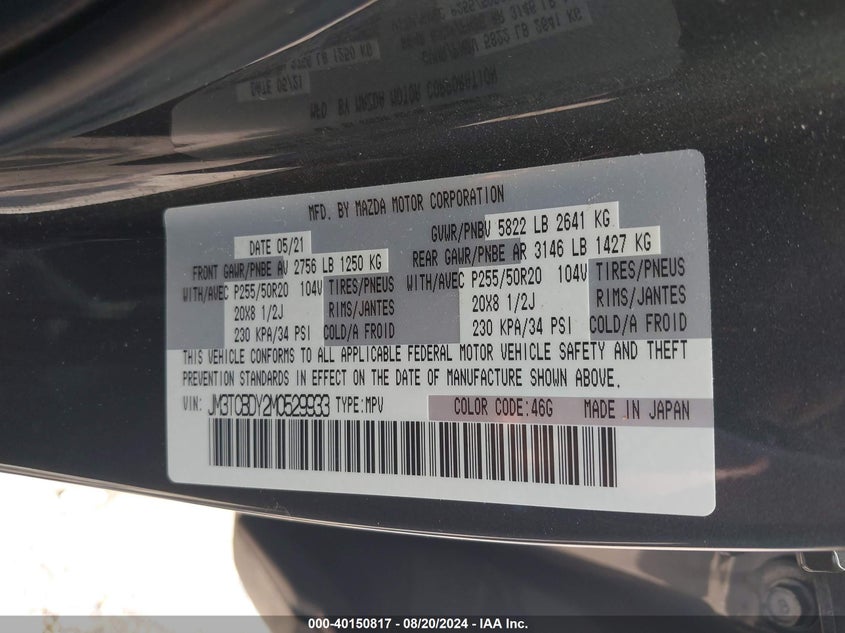 MFD. BY MAZDA MOTOR CORPORATION
DATE 05/21
GVWR/PNBV 5822 LB 2641 KG
FRONT GAWR/PNBE AV 2756 LB 1250 KG
REAR GAWR/PNBE AR 3146 LB 1427 KG
WITH/AVEC P255/50R20 104V TIRES/PNEUS WITH/AVEC P255/50R20 104V TIRES/PNEUS
20X8 1/2J RIMS/JANTES 20X8 1/2J RIMS/JANTES
230 KPA/34 PSI COLD/A FROID 230 KPA/34 PSI COLD/A FROID
THIS VEHICLE CONFORMS TO ALL APPLICABLE FEDERAL MOTOR VEHICLE SAFETY AND THEFT
PREVENTION STANDARDS IN EFFECT ON THE DATE OF MANUFACTURE SHOWN ABOVE.
VIN: JM3TCBDY2M0529933 TYPE:MPV COLOR CODE:46G MADE IN JAPAN
000-40150817 - 08/20/2024 - IAA Inc.